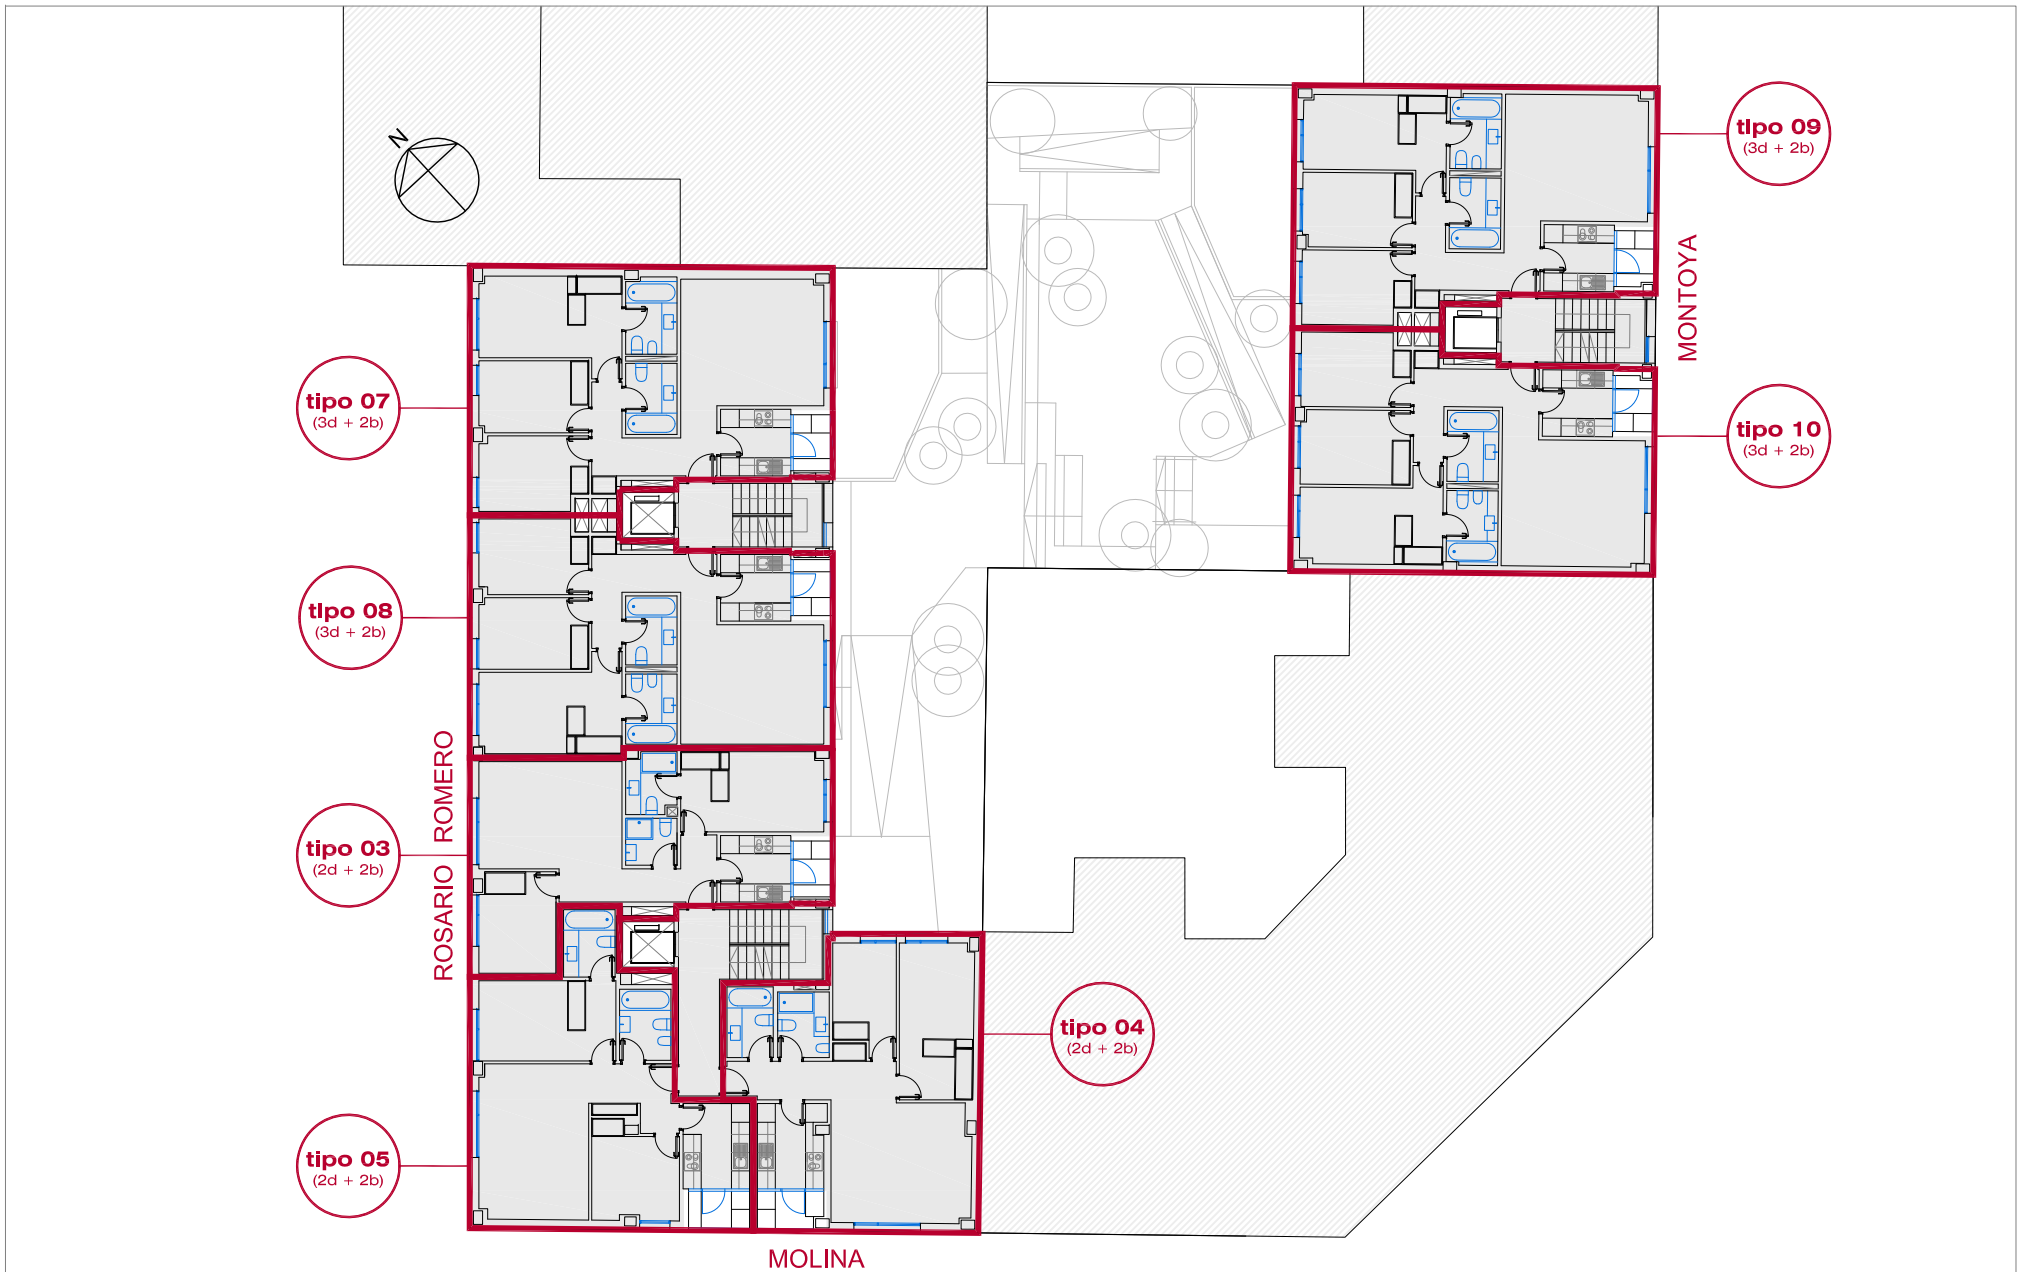 N
tIpo 09
(3d + 2b)
MONTOYA
tipo 07
(3d + 2b)
tipo 10
(3d + 2b)
tIpo 08
(3d + 2b)
ROSARIO ROMERO
tipo 03
(2d + 2b)
tipo 04
(2d + 2b)
tipo 05
(2d + 2b)
MOLINA